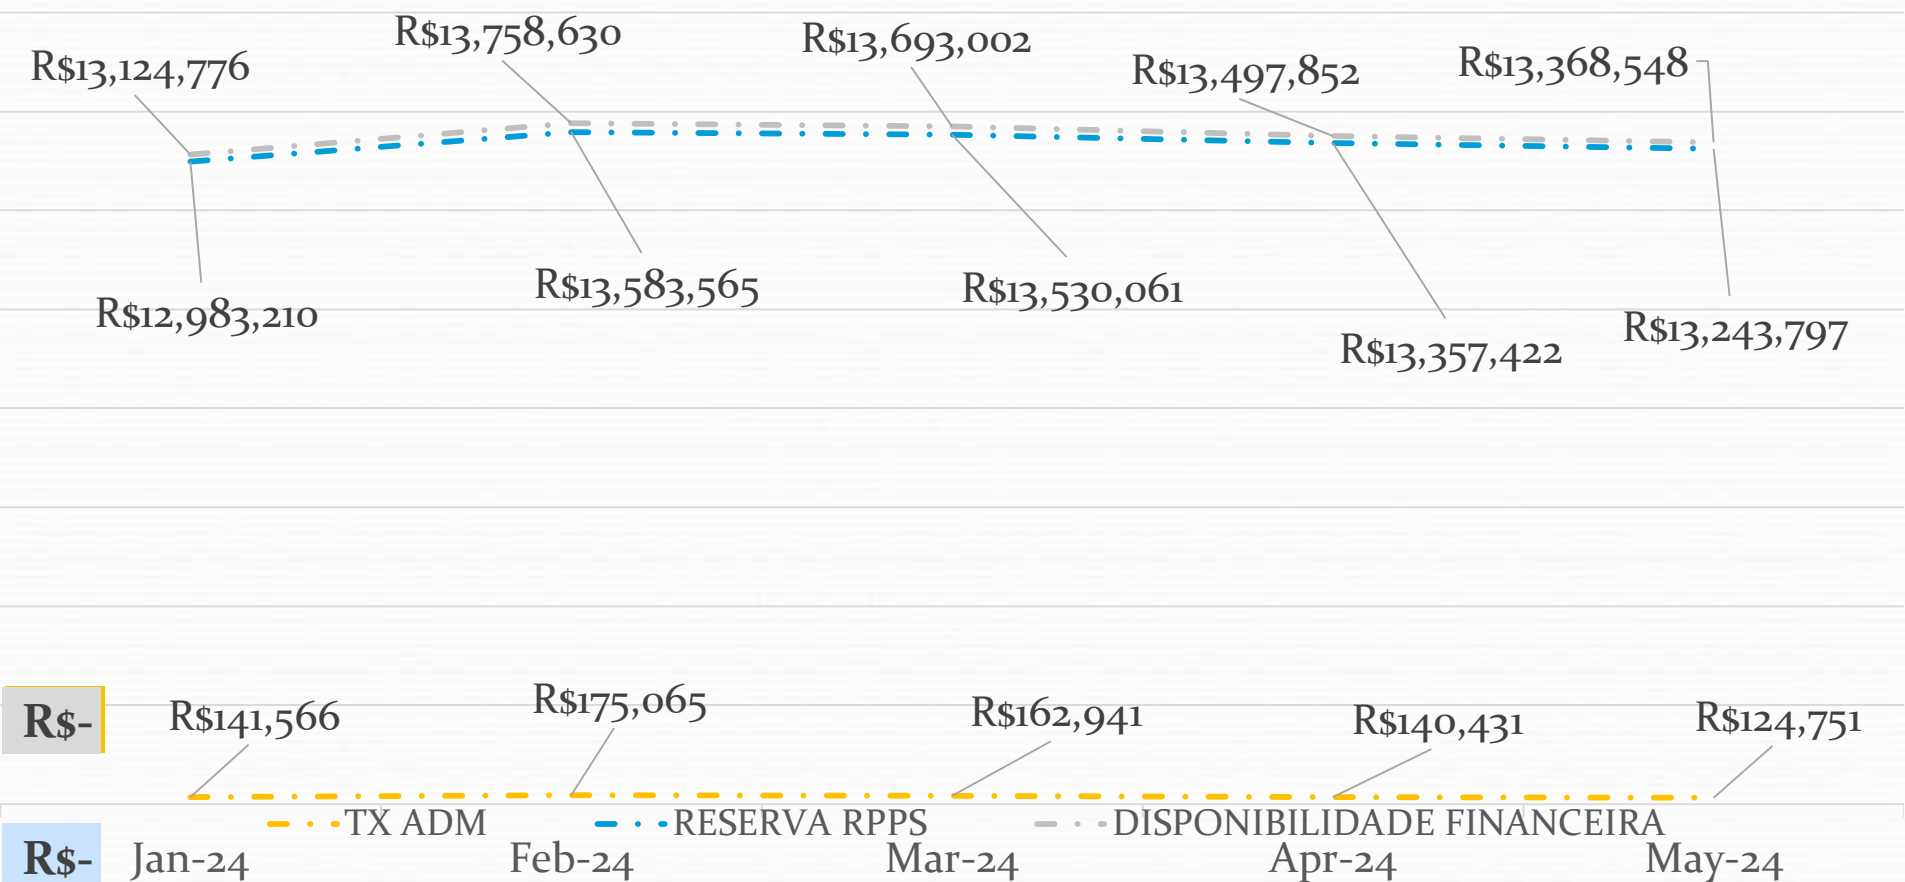 R$13,124,776
R$13,758,630
R$13,693,002
R$13,497,852
R$13,368,548
R$12,983,210
R$13,583,565
R$13,530,061
R$13,357,422
R$13,243,797
R$-
R$141,566
R$175,065
R$162,941
R$140,431
R$124,751
TX ADM
RESERVA RPPS
DISPONIBILIDADE FINANCEIRA
R$-
Jan-24
Feb-24
Mar-24
Apr-24
May-24